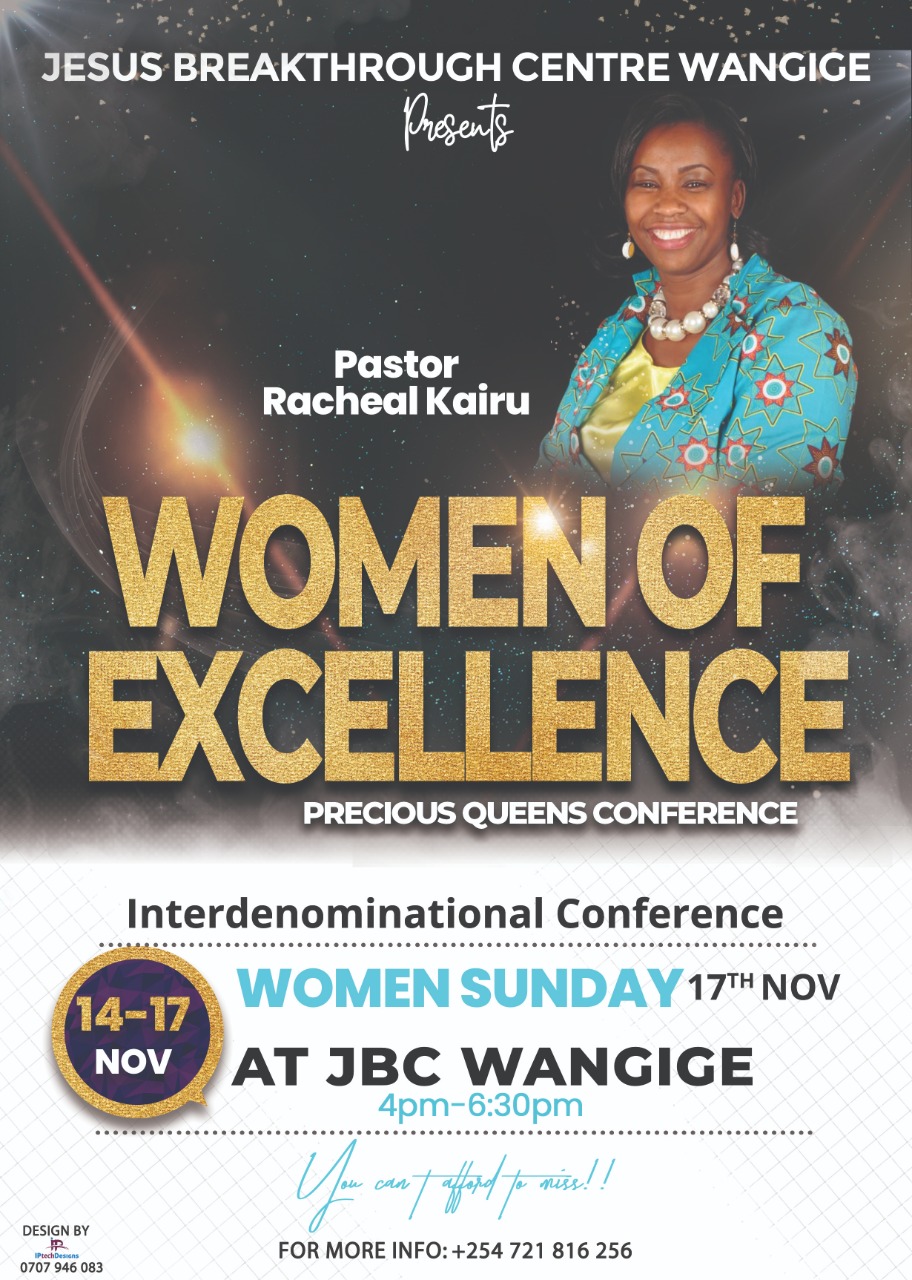 JESUS BREAKTHROUGH CENTRE WANGIGE
Presents
Pastor
Racheal Kairu
WOMEN OF
EXCELLENCE
PRECIOUS QUEENS CONFERENCE
Interdenominational Conference
14-17
NOV
WOMEN SUNDAY 17TH NOV
AT JBC WANGIGE
4pm-6:30pm
You can't afford to miss!!
DESIGN BY
IPtechDesigns
0707 946 083
FOR MORE INFO: +254 721 816 256